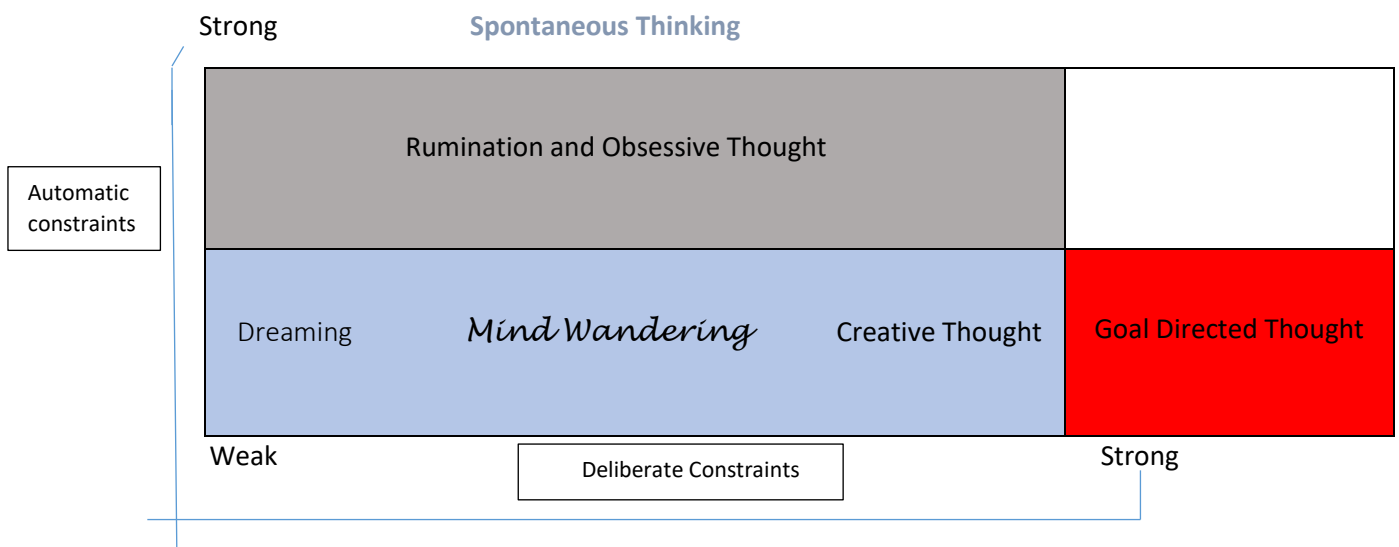 Strong
Spontaneous Thinking
Rumination and Obsessive Thought
Automatic
constraints
Dreaming
Mind Wandering
Creative Thought
Goal Directed Thought
Weak
Deliberate Constraints
Strong